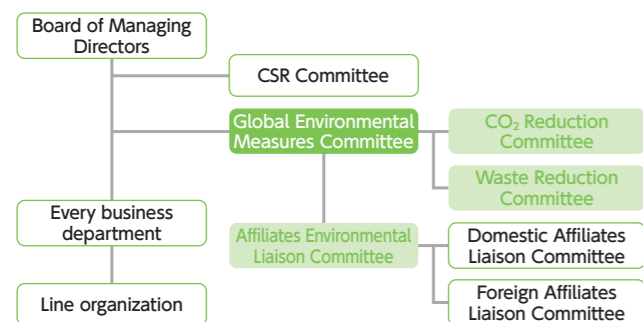 Board of Managing
Directors
CSR Committee
Global Environmental
Measures Committee
CO₂ Reduction
Committee
Waste Reduction
Committee
Every business
department
Affiliates Environmental
Liaison Committee
Domestic Affiliates
Liaison Committee
Line organization
Foreign Affiliates
Liaison Committee